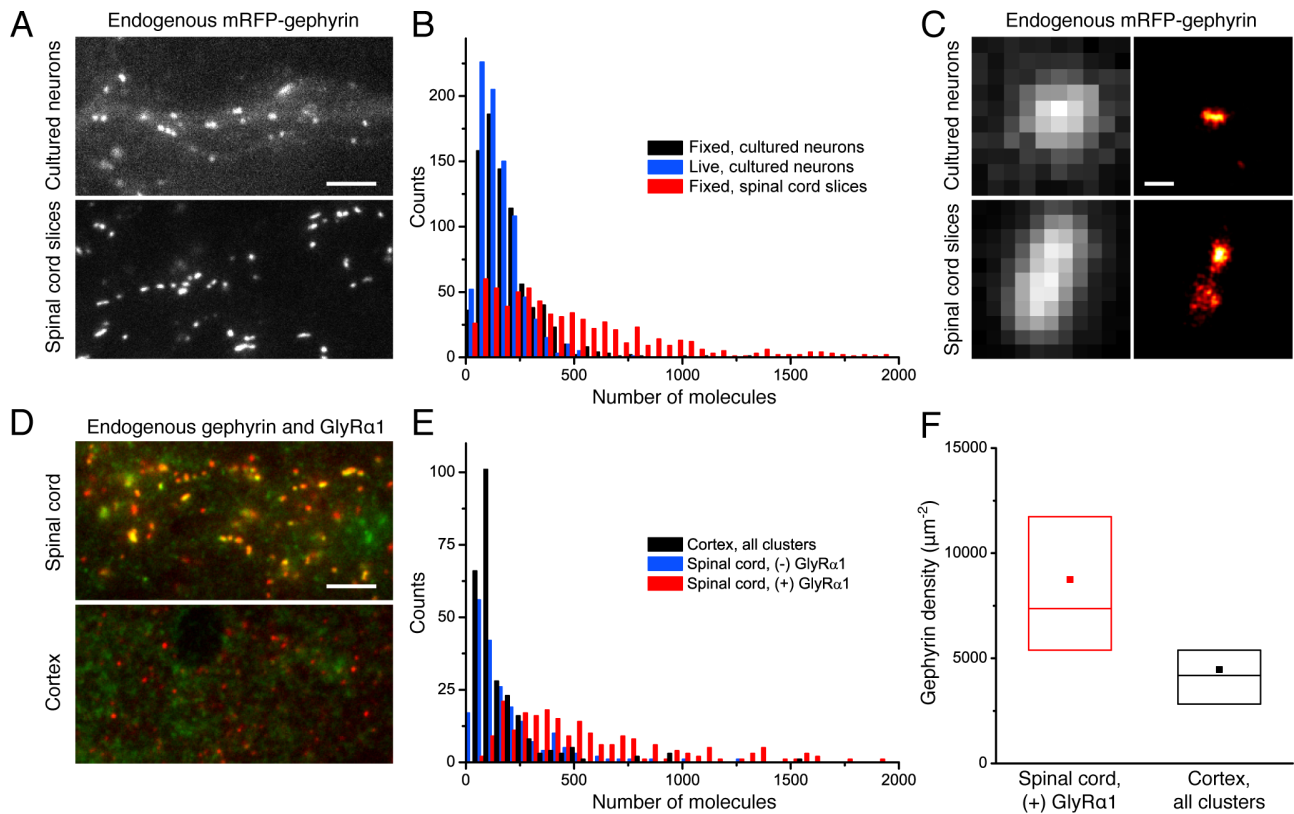 A
Endogenous mRFP-gephyrin
Cultured neurons
Spinal cord slices
B
Counts
200
150
100
50
0
0
500
1000
1500
2000
Number of molecules
Fixed, cultured neurons
Live, cultured neurons
Fixed, spinal cord slices
C
Endogenous mRFP-gephyrin
Cultured neurons
Spinal cord slices
D
Endogenous gephyrin and GlyRα1
Spinal cord
Cortex
E
Counts
100
75
50
25
0
0
500
1000
1500
2000
Number of molecules
Cortex, all clusters
Spinal cord, (-) GlyRα1
Spinal cord, (+) GlyRα1
F
Gephyrin density (µm⁻²)
15000
10000
5000
0
Spinal cord,
(+) GlyRα1
Cortex,
all clusters